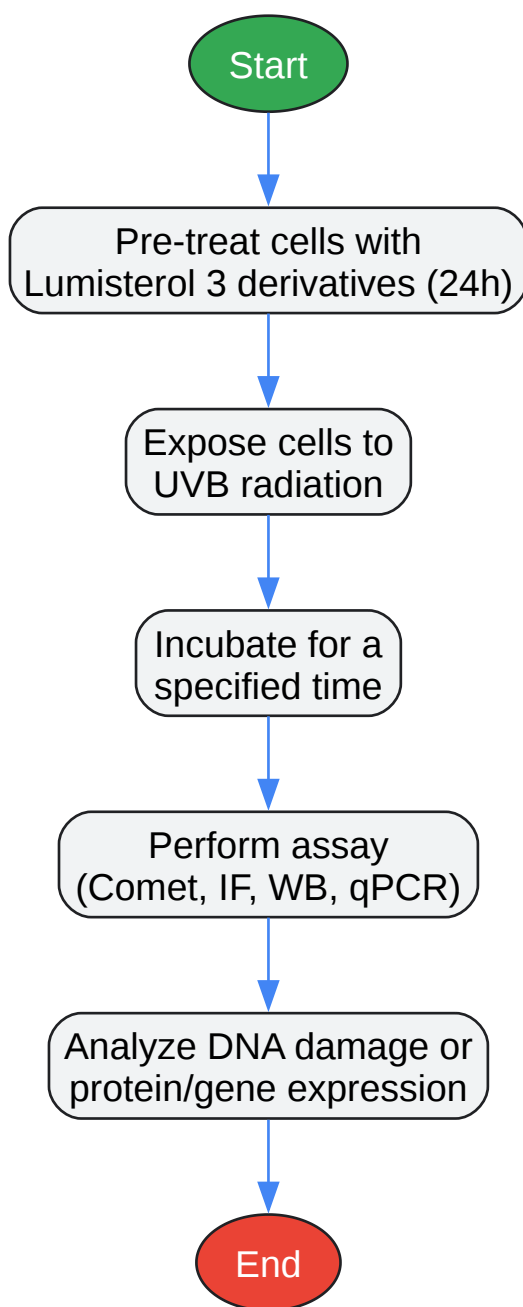 Start
Pre-treat cells with
Lumisterol 3 derivatives (24h)
Expose cells to
UVB radiation
Incubate for a
specified time
Perform assay
(Comet, IF, WB, qPCR)
Analyze DNA damage or
protein/gene expression
End